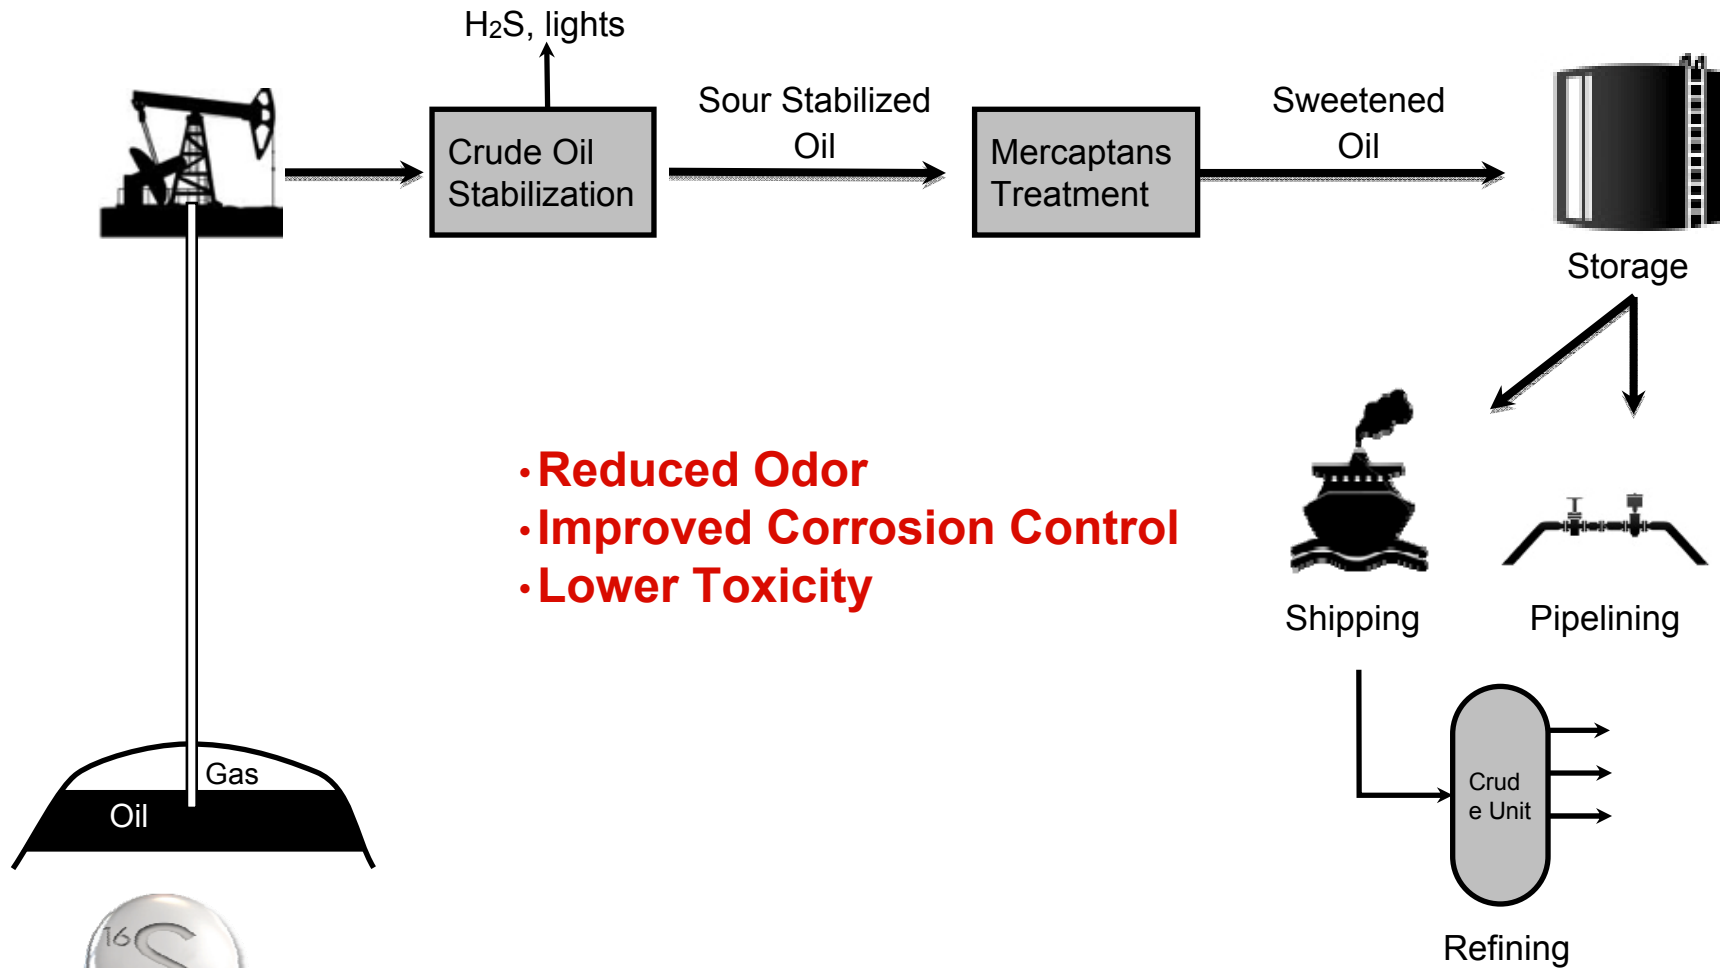 H₂S, lights
Crude Oil
Stabilization
Sour Stabilized
Oil
Mercaptans
Treatment
Sweetened
Oil
Storage
• Reduced Odor
• Improved Corrosion Control
• Lower Toxicity
Shipping
Pipelining
Gas
Oil
Crud
e Unit
Refining
16
S